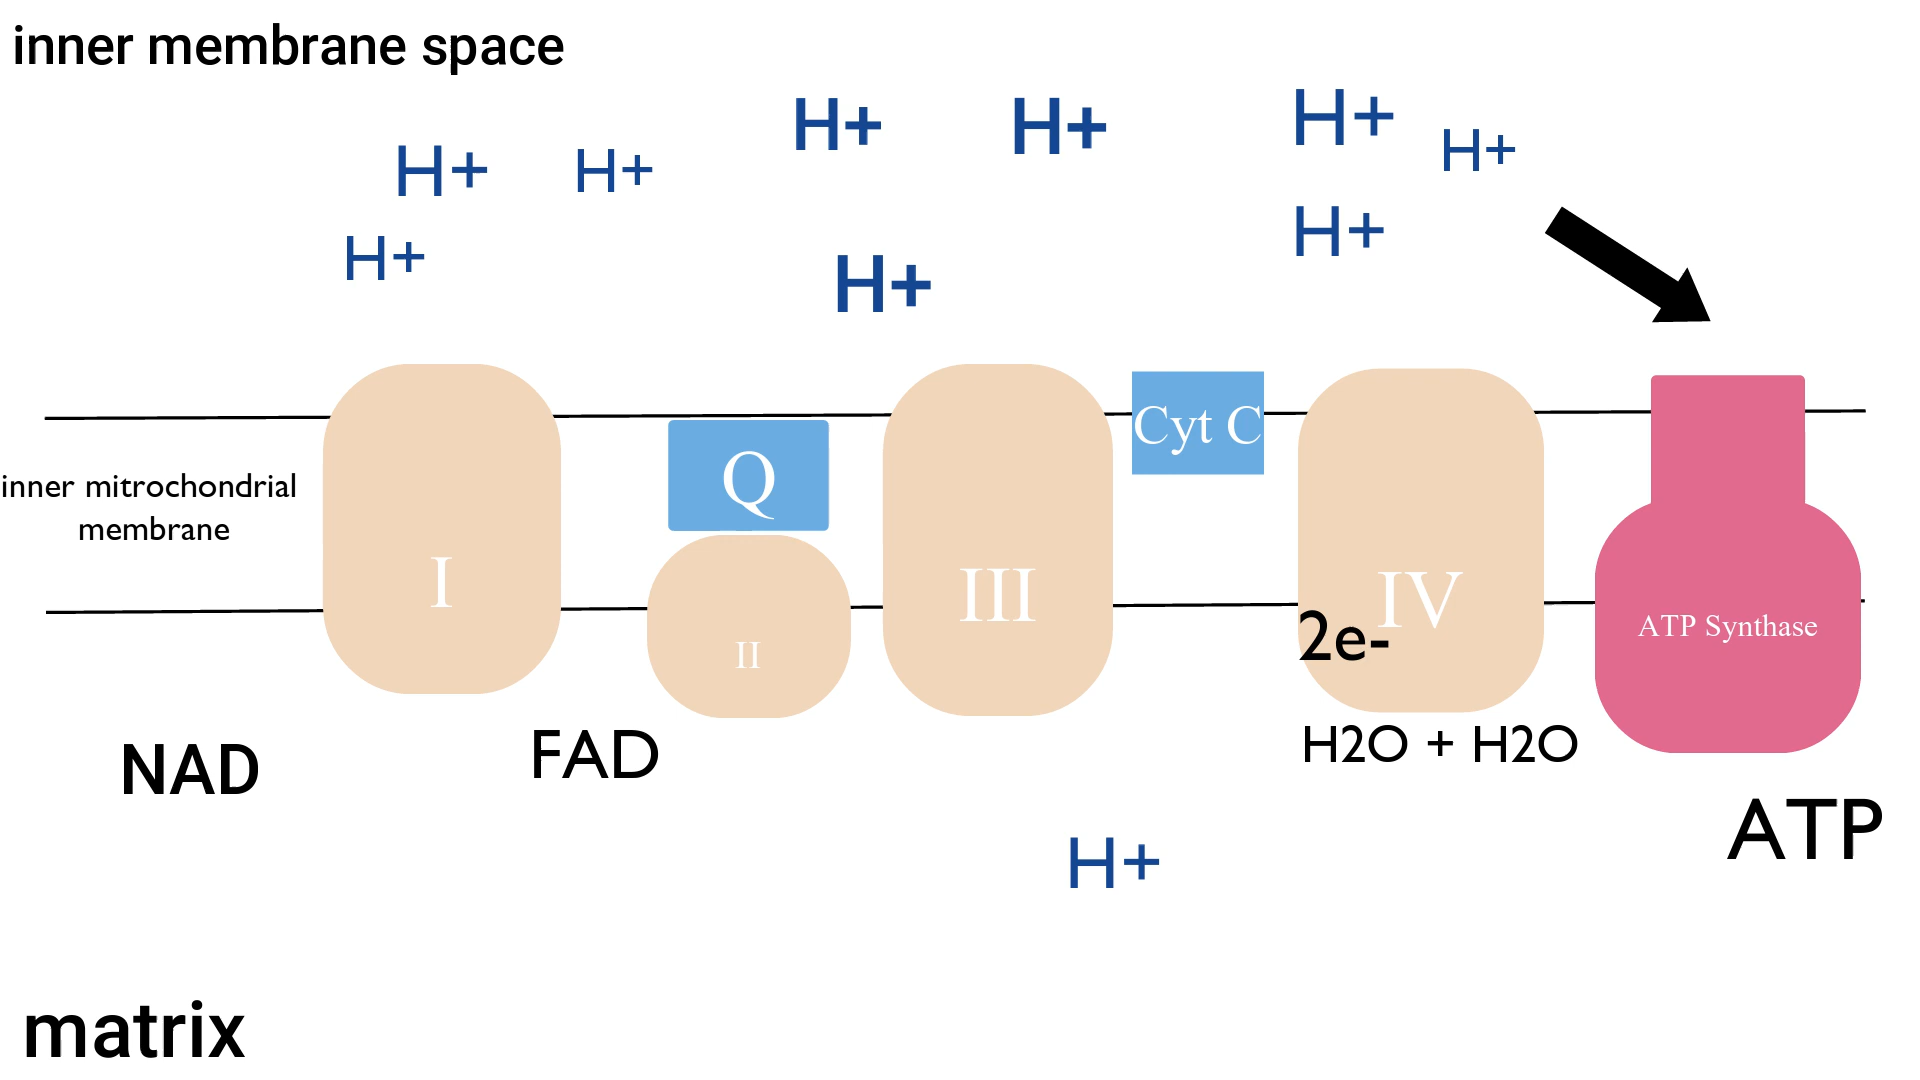 inner membrane space
H+
H+
H+
H+
H+
H+
H+
H+
H+
Cyt C
Q
inner mitrochondrial
membrane
I
II
III
IV
2e-
ATP Synthase
NAD
FAD
H2O + H2O
ATP
H+
matrix